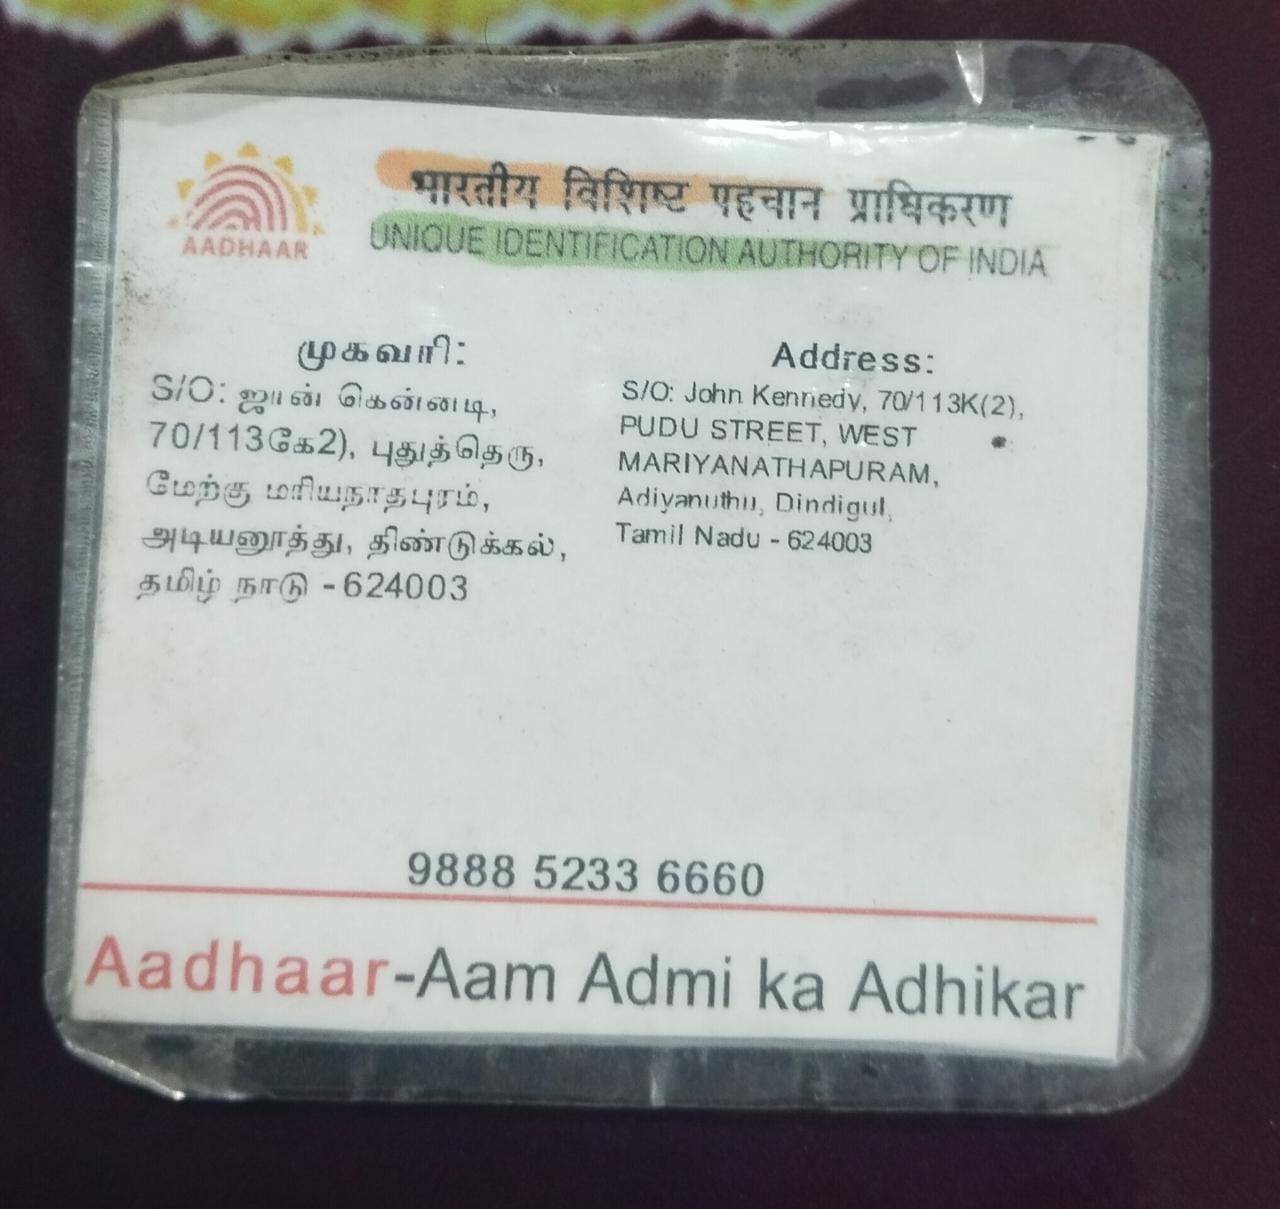 AADHAAR
भारतीय विशिष्ट पहचान प्राधिकरण
UNIQUE IDENTIFICATION AUTHORITY OF INDIA
முகவரி:
S/O: ஜான் கென்னடி,
70/113கே2), புதுத்தெரு,
மேற்கு மரியநாதபுரம்,
அடியனூத்து, திண்டுக்கல்,
தமிழ் நாடு - 624003
Address:
S/O: John Kennedy, 70/113K(2),
PUDU STREET, WEST
MARIYANATHAPURAM,
Adiyanuthu, Dindigul,
Tamil Nadu - 624003
9888 5233 6660
Aadhaar-Aam Admi ka Adhikar